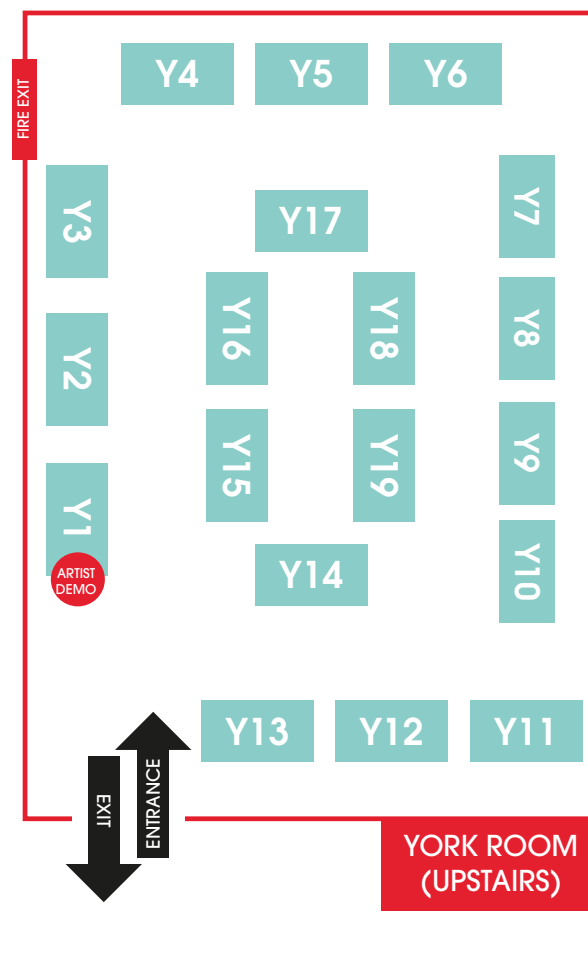 Y4
Y5
Y6
FIRE EXIT
Y3
Y17
Y7
Y16
Y18
Y8
Y2
Y15
Y19
Y9
Y1
ARTIST
DEMO
Y14
Y10
Y13
Y12
Y11
EXIT
ENTRANCE
YORK ROOM
(UPSTAIRS)